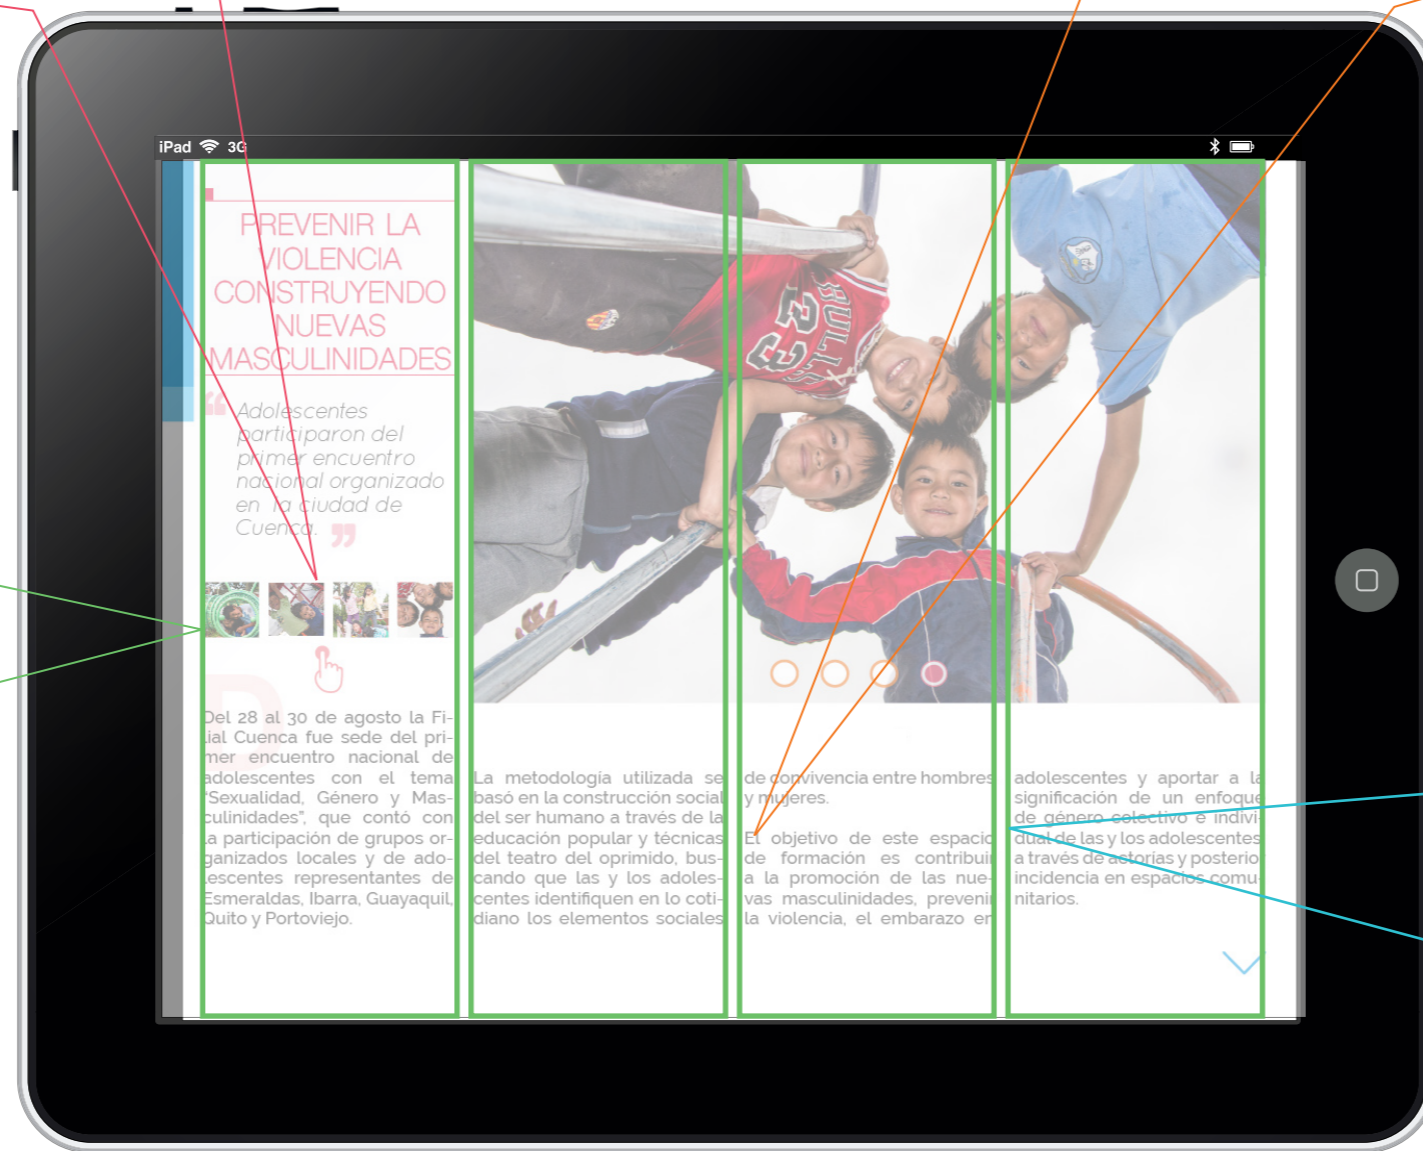 iPad 3G
PREVENIR LA
VIOLENCIA
CONSTRUYENDO
NUEVAS
MASCULINIDADES
“ Adolescentes
participaron del
primer encuentro
nacional organizado
en la ciudad de
Cuenca. ”
D
Del 28 al 30 de agosto la Fi-
lial Cuenca fue sede del pri-
mer encuentro nacional de
adolescentes con el tema
“Sexualidad, Género y Mas-
culinidades”, que contó con
la participación de grupos or-
ganizados locales y de ado-
lescentes representantes de
Esmeraldas, Ibarra, Guayaquil,
Quito y Portoviejo.
La metodología utilizada se
basó en la construcción social
del ser humano a través de la
educación popular y técnicas
del teatro del oprimido, bus-
cando que las y los adoles-
centes identifiquen en lo coti-
diano los elementos sociales
de convivencia entre hombres
y mujeres.
El objetivo de este espacio
de formación es contribuir
a la promoción de las nue-
vas masculinidades, prevenir
la violencia, el embarazo en
adolescentes y aportar a la
significación de un enfoque
de género colectivo e indivi-
dual de las y los adolescentes
a través de actorías y posterior
incidencia en espacios comu-
nitarios.
BULLS
23